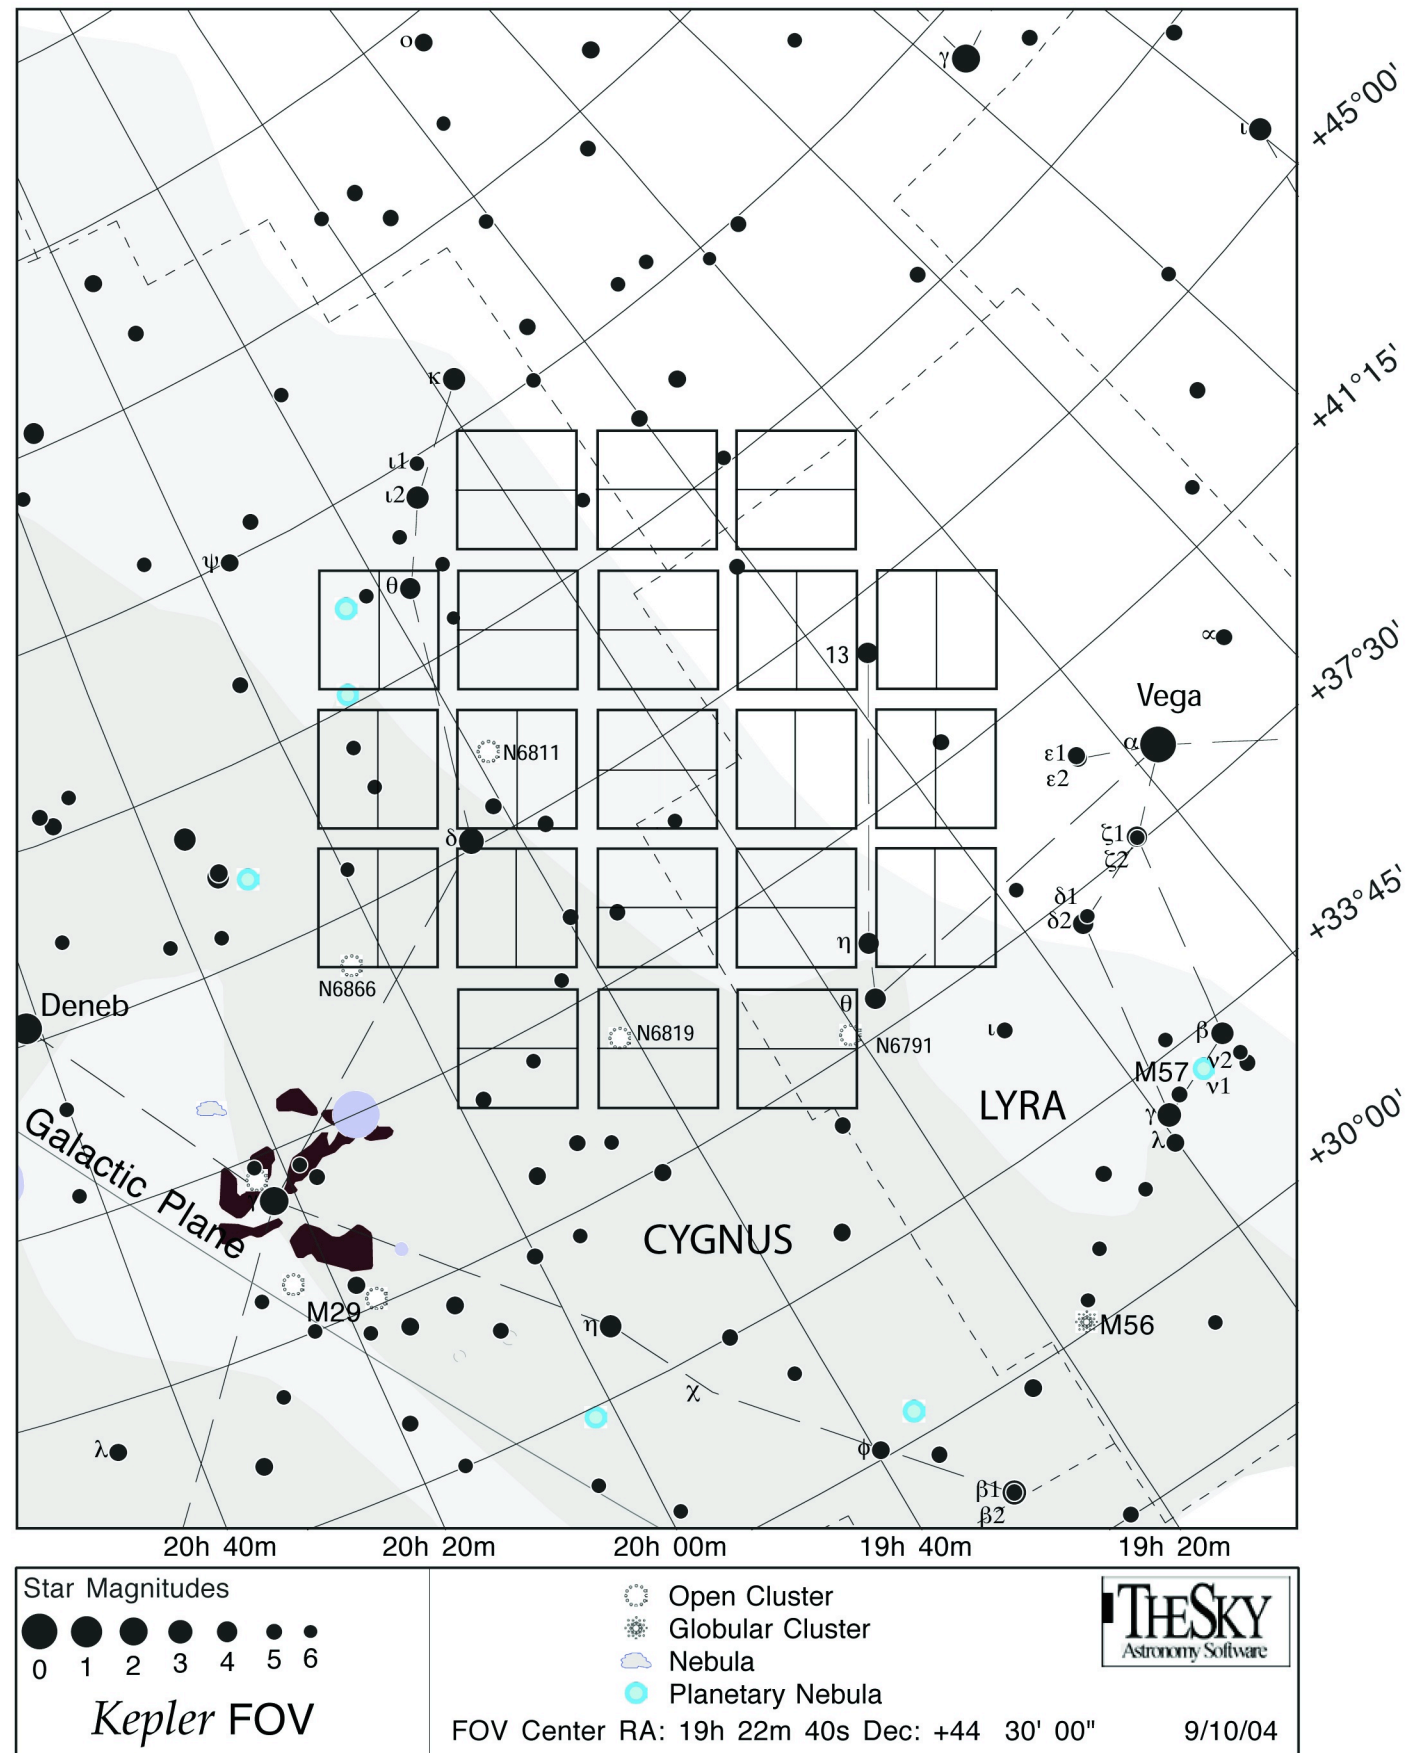 ο
γ
ι
+45°00'
κ
+41°15'
ι1
ι2
ψ
θ
13
∝
+37°30'
Vega
α
ε1
ε2
N6811
δ
ζ1
ζ2
+33°45'
δ1
δ2
η
N6866
Deneb
θ
N6819
N6791
ι
β
M57
ν2
ν1
LYRA
γ
λ
+30°00'
Galactic Plane
γ
CYGNUS
M29
η
M56
χ
λ
φ
β1
β2
20h 40m 20h 20m 20h 00m 19h 40m 19h 20m
Star Magnitudes
0 1 2 3 4 5 6
Kepler FOV
Open Cluster
Globular Cluster
Nebula
Planetary Nebula
FOV Center RA: 19h 22m 40s Dec: +44 30' 00" 9/10/04
THESKY
Astronomy Software